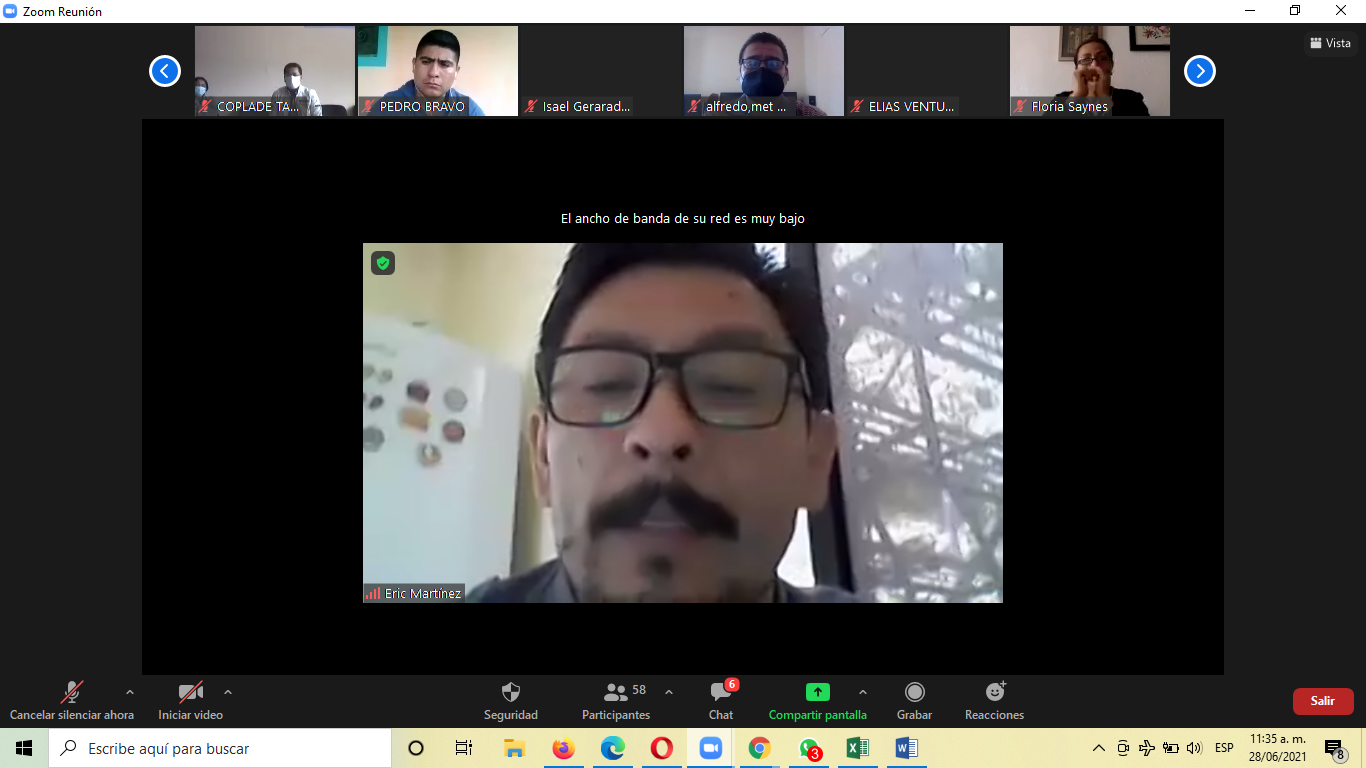 Zoom Reunión
Vista
COPLADE TA...
PEDRO BRAVO
Isael Gerarad...
alfredo,met ...
ELIAS VENTU...
Floria Saynes
El ancho de banda de su red es muy bajo
Eric Martínez
Cancelar silenciar ahora
Iniciar video
Seguridad
Participantes
58
Chat
6
Compartir pantalla
Grabar
Reacciones
Salir
Escribe aquí para buscar
3
ESP
11:35 a. m.
28/06/2021
8